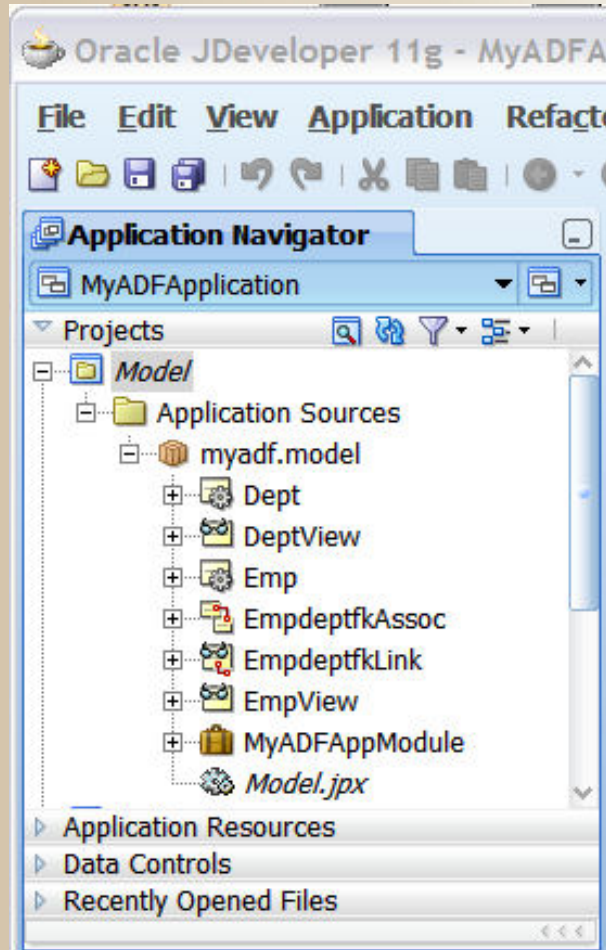 Oracle JDeveloper 11g - MyADFA
File Edit View Application Refact
Application Navigator
MyADFApplication
Projects
Model
Application Sources
myadf.model
Dept
DeptView
Emp
EmpdeptfkAssoc
EmpdeptfkLink
EmpView
MyADFAppModule
Model.jpx
Application Resources
Data Controls
Recently Opened Files